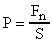 P = Fn / S